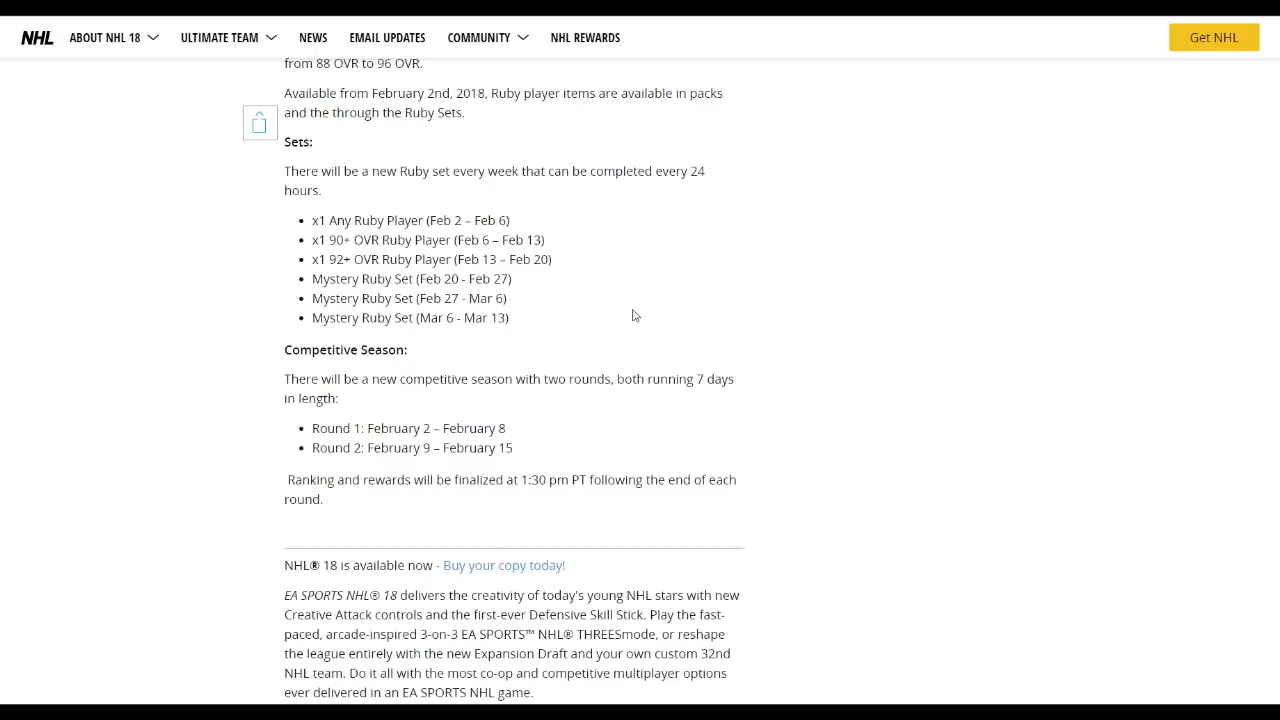 NHL ABOUT NHL 18 ULTIMATE TEAM NEWS EMAIL UPDATES COMMUNITY NHL REWARDS Get NHL
from 88 OVR to 96 OVR.
Available from February 2nd, 2018, Ruby player items are available in packs
and the through the Ruby Sets.
Sets:
There will be a new Ruby set every week that can be completed every 24
hours.
• x1 Any Ruby Player (Feb 2 – Feb 6)
• x1 90+ OVR Ruby Player (Feb 6 – Feb 13)
• x1 92+ OVR Ruby Player (Feb 13 – Feb 20)
• Mystery Ruby Set (Feb 20 - Feb 27)
• Mystery Ruby Set (Feb 27 - Mar 6)
• Mystery Ruby Set (Mar 6 - Mar 13)
Competitive Season:
There will be a new competitive season with two rounds, both running 7 days
in length:
• Round 1: February 2 – February 8
• Round 2: February 9 – February 15
Ranking and rewards will be finalized at 1:30 pm PT following the end of each
round.
NHL® 18 is available now - Buy your copy today!
EA SPORTS NHL® 18 delivers the creativity of today's young NHL stars with new
Creative Attack controls and the first-ever Defensive Skill Stick. Play the fast-
paced, arcade-inspired 3-on-3 EA SPORTS™ NHL® THREESmode, or reshape
the league entirely with the new Expansion Draft and your own custom 32nd
NHL team. Do it all with the most co-op and competitive multiplayer options
ever delivered in an EA SPORTS NHL game.